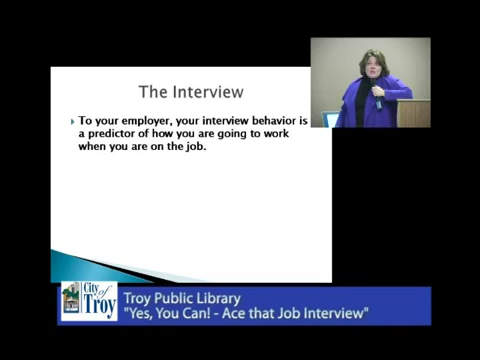 The Interview
To your employer, your interview behavior is
a predictor of how you are going to work
when you are on the job.
City
of
Troy
Troy Public Library
"Yes, You Can! - Ace that Job Interview"